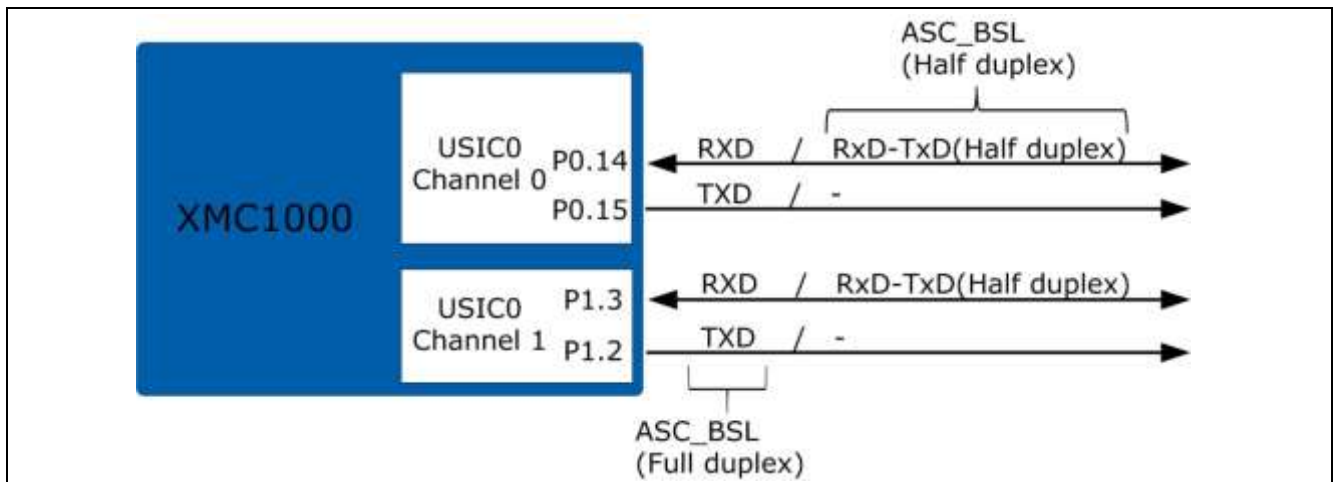 ASC_BSL
(Half duplex)
USIC0
Channel 0
P0.14
RXD / RxD-TxD(Half duplex)
P0.15
TXD / -
XMC1000
USIC0
Channel 1
P1.3
RXD / RxD-TxD(Half duplex)
P1.2
TXD / -
ASC_BSL
(Full duplex)